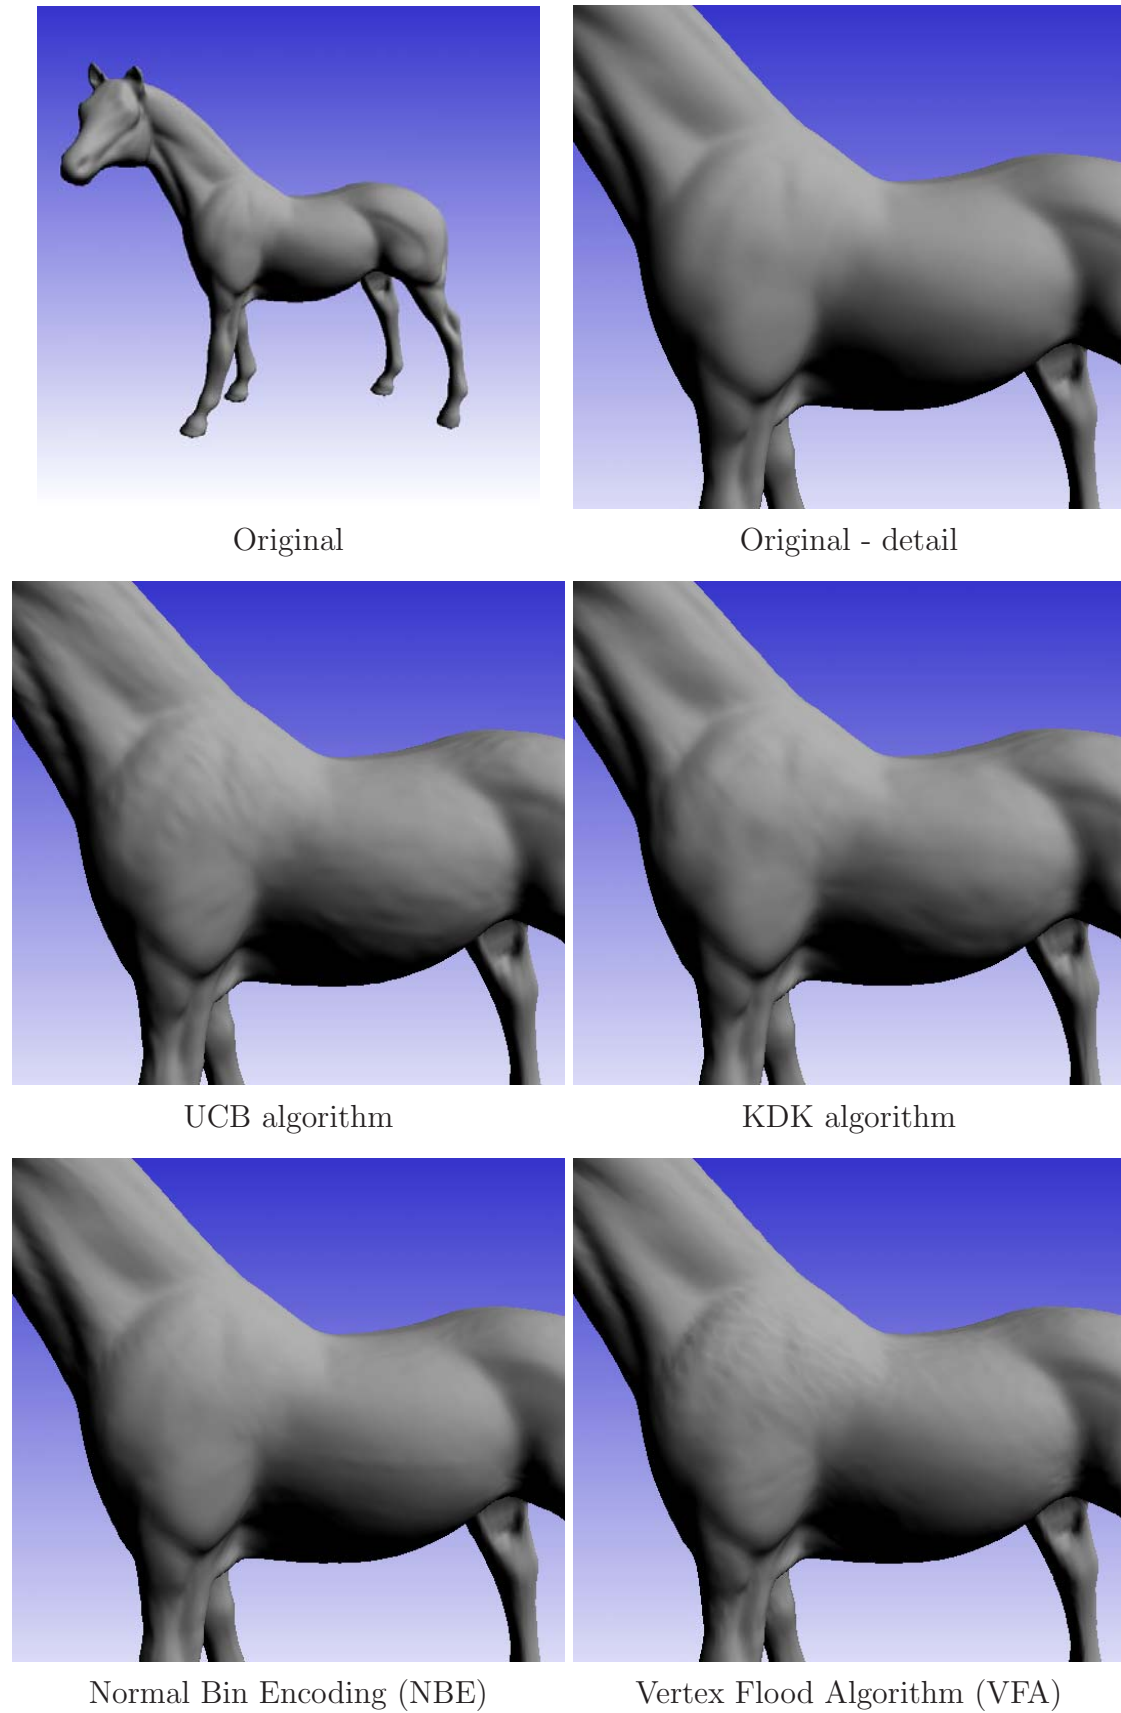 Original
Original - detail
UCB algorithm
KDK algorithm
Normal Bin Encoding (NBE)
Vertex Flood Algorithm (VFA)